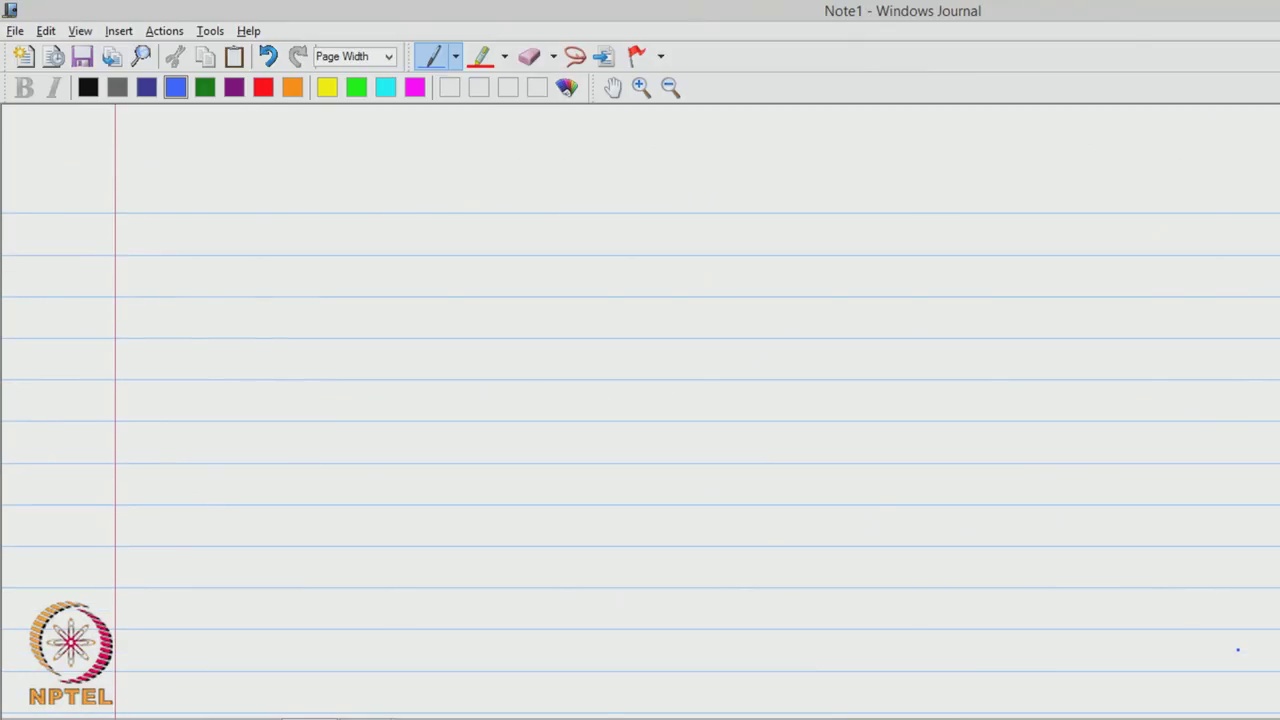 Note1 - Windows Journal
File Edit View Insert Actions Tools Help
Page Width
B I
NPTEL